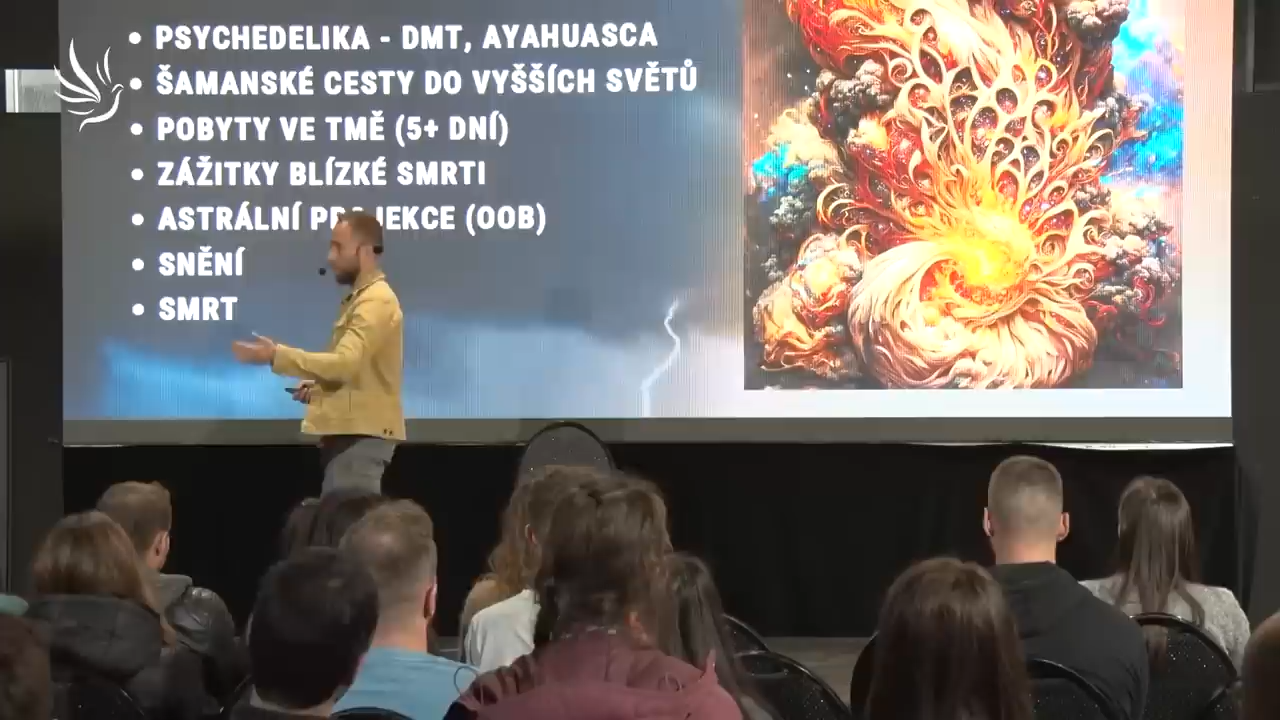 • PSYCHEDELIKA - DMT, AYAHUASCA
• ŠAMANSKÉ CESTY DO VYŠŠÍCH SVĚTŮ
• POBYTY VE TMĚ (5+ DNÍ)
• ZÁŽITKY BLÍZKÉ SMRTI
• ASTRÁLNÍ PROJEKCE (OOB)
• SNĚNÍ
• SMRT